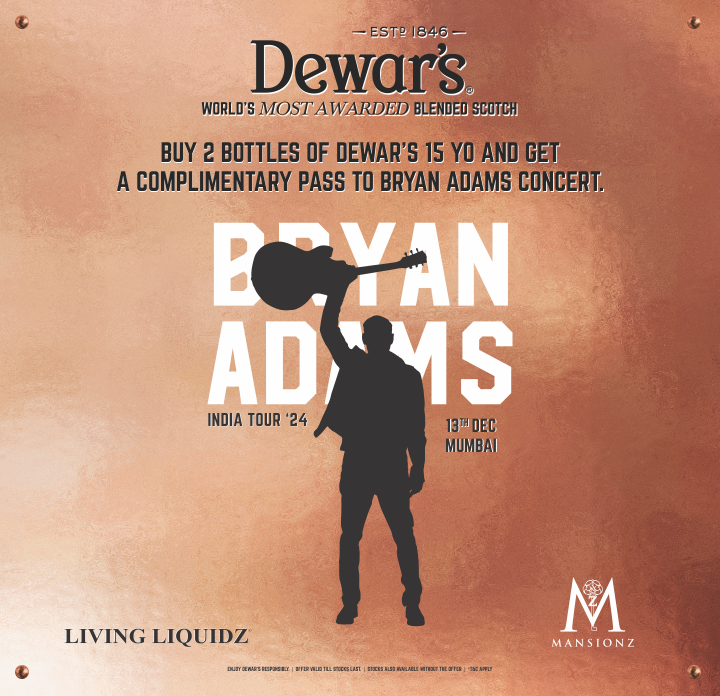 ESTD 1846
Dewar's®
WORLD'S MOST AWARDED BLENDED SCOTCH
BUY 2 BOTTLES OF DEWAR'S 15 YO AND GET
A COMPLIMENTARY PASS TO BRYAN ADAMS CONCERT.
BRYAN
ADAMS
INDIA TOUR '24
13TH DEC
MUMBAI
LIVING LIQUIDZ
MZ
MANSIONZ
ENJOY DEWAR'S RESPONSIBLY. | OFFER VALID TILL STOCKS LAST. | STOCKS ALSO AVAILABLE WITHOUT THE OFFER | *T&C APPLY